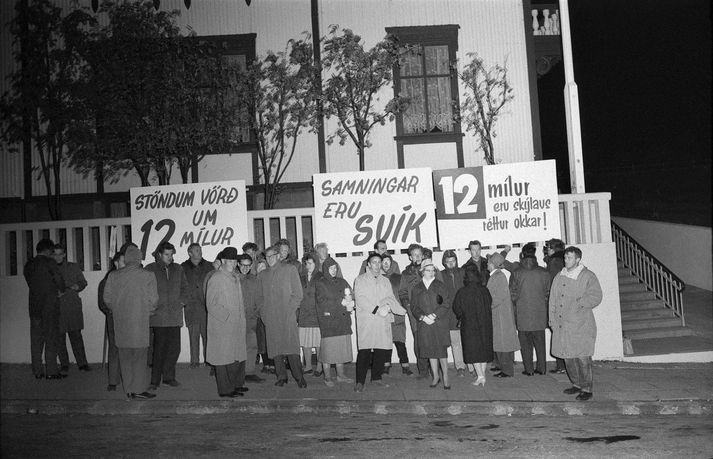 STÖNDUM VÖRÐ
UM
12 MÍLUR
SAMNINGAR
ERU
SVIK
12 mílur
eru skýlaus
réttur okkar!